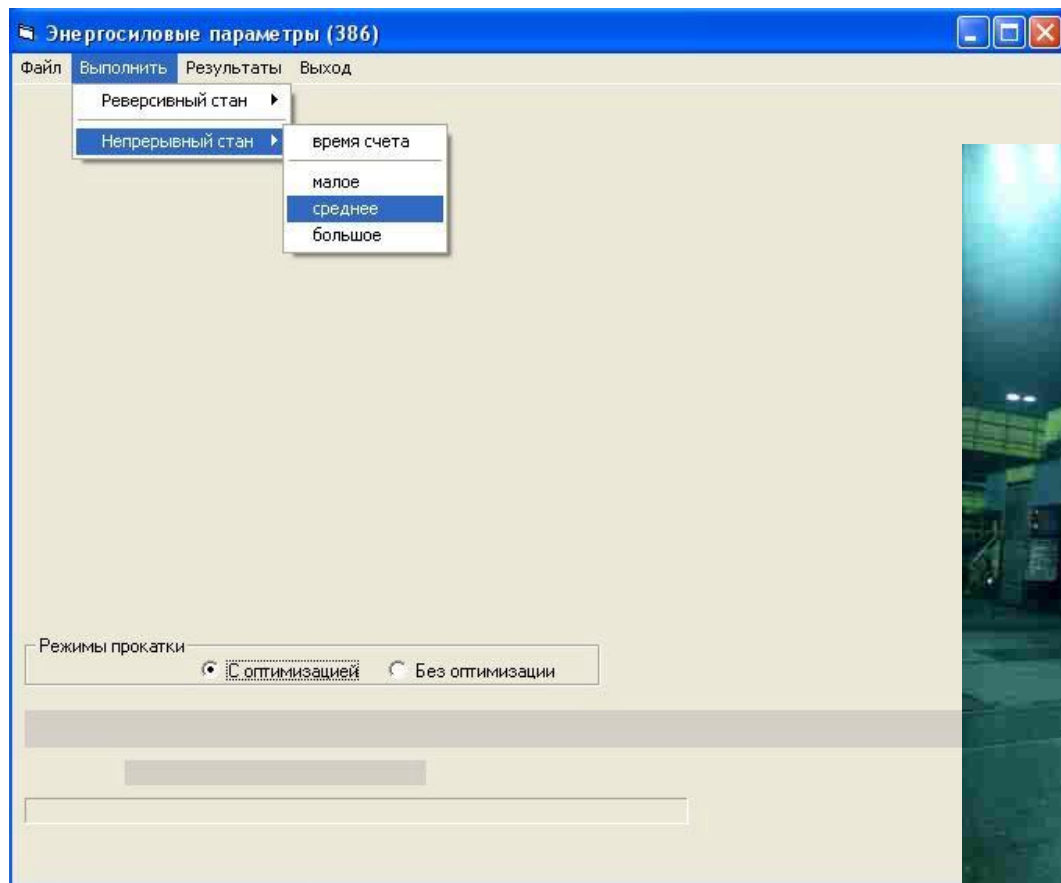 Энергосиловые параметры (386)
Файл Выполнить Результаты Выход
Реверсивный стан
Непрерывный стан
время счета
малое
среднее
большое
Режимы прокатки
С оптимизацией Без оптимизации